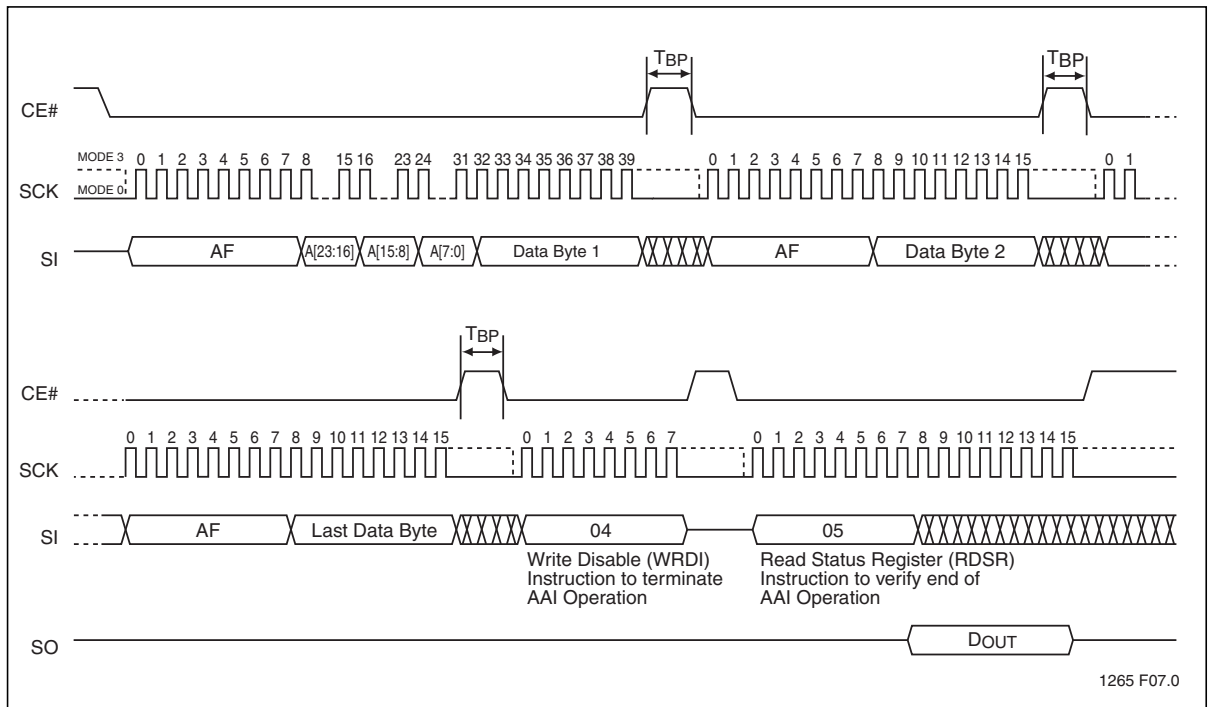 TBP TBP
CE#
MODE 3 0 1 2 3 4 5 6 7 8 15 16 23 24 31 32 33 34 35 36 37 38 39 0 1 2 3 4 5 6 7 8 9 10 11 12 13 14 15 0 1
SCK MODE 0
SI AF A[23:16] A[15:8] A[7:0] Data Byte 1 AF Data Byte 2
TBP
CE#
0 1 2 3 4 5 6 7 8 9 10 11 12 13 14 15 0 1 2 3 4 5 6 7 0 1 2 3 4 5 6 7 8 9 10 11 12 13 14 15
SCK
SI AF Last Data Byte 04 05
Write Disable (WRDI)
Instruction to terminate
AAI Operation
Read Status Register (RDSR)
Instruction to verify end of
AAI Operation
SO DOUT
1265 F07.0